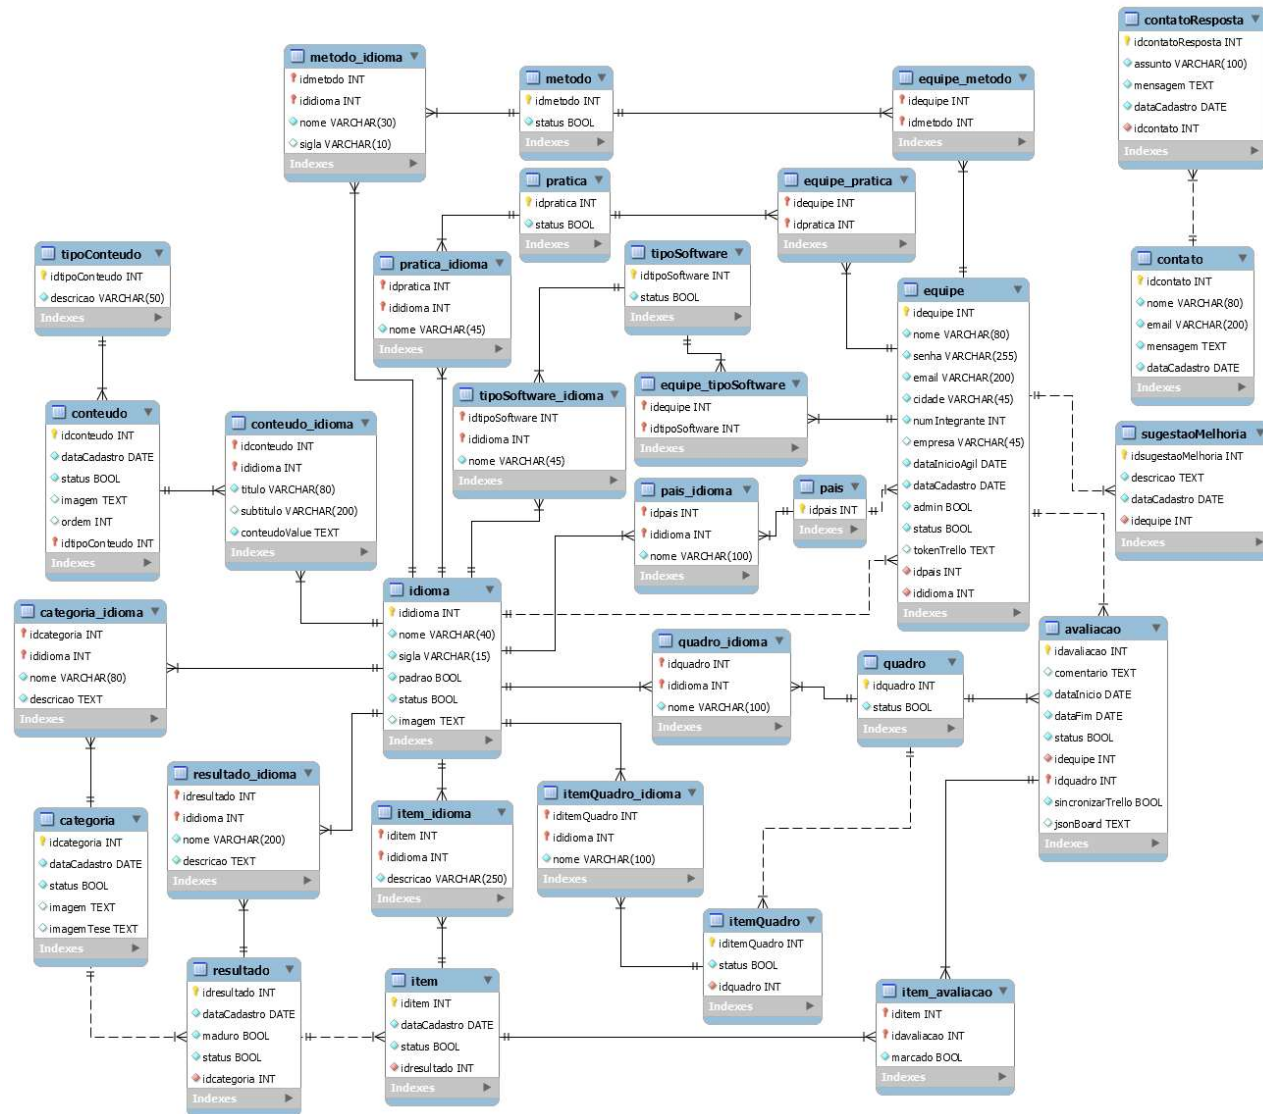 contatoResposta
idcontatoResposta INT
assunto VARCHAR(100)
mensagem TEXT
dataCadastro DATE
idcontato INT
Indexes
metodo_idioma
idmetodo INT
ididioma INT
nome VARCHAR(30)
sigla VARCHAR(10)
Indexes
metodo
idmetodo INT
status BOOL
Indexes
equipe_metodo
idequipe INT
idmetodo INT
Indexes
pratica
idpratica INT
status BOOL
Indexes
equipe_pratica
idequipe INT
idpratica INT
Indexes
tipoConteudo
idtipoConteudo INT
descricao VARCHAR(50)
Indexes
pratica_idioma
idpratica INT
ididioma INT
nome VARCHAR(45)
Indexes
tipoSoftware
idtipoSoftware INT
status BOOL
Indexes
contato
idcontato INT
nome VARCHAR(80)
email VARCHAR(200)
mensagem TEXT
dataCadastro DATE
Indexes
equipe
idequipe INT
nome VARCHAR(80)
senha VARCHAR(255)
email VARCHAR(200)
cidade VARCHAR(45)
numIntegrante INT
empresa VARCHAR(45)
dataInicioAgil DATE
dataCadastro DATE
admin BOOL
status BOOL
tokenTrello TEXT
idpais INT
ididioma INT
Indexes
conteudo
idconteudo INT
dataCadastro DATE
status BOOL
imagem TEXT
ordem INT
idtipoConteudo INT
Indexes
conteudo_idioma
idconteudo INT
ididioma INT
titulo VARCHAR(80)
subtitulo VARCHAR(200)
conteudoValue TEXT
Indexes
tipoSoftware_idioma
idtipoSoftware INT
ididioma INT
nome VARCHAR(45)
Indexes
equipe_tipoSoftware
idequipe INT
idtipoSoftware INT
Indexes
sugestaoMelhoria
idsugestaoMelhoria INT
descricao TEXT
dataCadastro DATE
idequipe INT
Indexes
pais_idioma
idpais INT
ididioma INT
nome VARCHAR(100)
Indexes
pais
idpais INT
Indexes
idioma
ididioma INT
nome VARCHAR(40)
sigla VARCHAR(15)
padrao BOOL
status BOOL
imagem TEXT
Indexes
categoria_idioma
idcategoria INT
ididioma INT
nome VARCHAR(80)
descricao TEXT
Indexes
quadro_idioma
idquadro INT
ididioma INT
nome VARCHAR(100)
Indexes
quadro
idquadro INT
status BOOL
Indexes
avaliacao
idavaliacao INT
comentario TEXT
dataInicio DATE
dataFim DATE
status BOOL
idequipe INT
idquadro INT
sincronizarTrello BOOL
jsonBoard TEXT
Indexes
resultado_idioma
idresultado INT
ididioma INT
nome VARCHAR(200)
descricao TEXT
Indexes
categoria
idcategoria INT
dataCadastro DATE
status BOOL
imagem TEXT
imagemTese TEXT
Indexes
item_idioma
iditem INT
ididioma INT
descricao VARCHAR(250)
Indexes
itemQuadro_idioma
iditemQuadro INT
ididioma INT
nome VARCHAR(100)
Indexes
itemQuadro
iditemQuadro INT
status BOOL
idquadro INT
Indexes
resultado
idresultado INT
dataCadastro DATE
maduro BOOL
status BOOL
idcategoria INT
Indexes
item
iditem INT
dataCadastro DATE
status BOOL
idresultado INT
Indexes
item_avaliacao
iditem INT
idavaliacao INT
marcado BOOL
Indexes